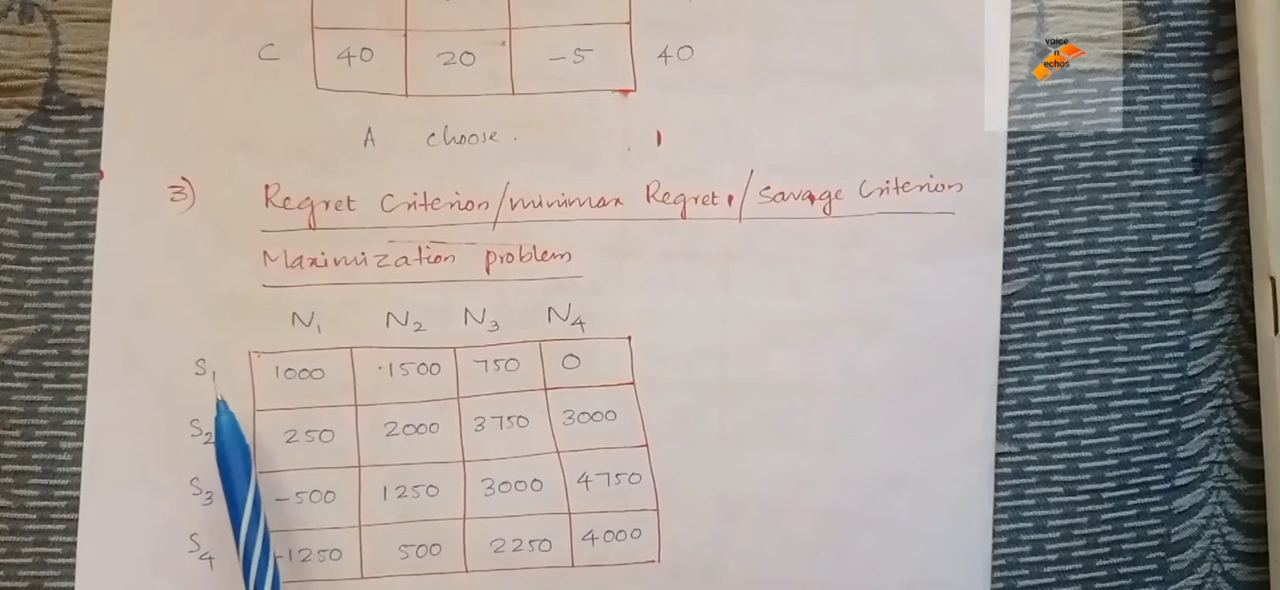 voice
n
echos
C 40 20 -5 40
A choose.
3) Regret Criterion/minimax Regret/Savage Criterion
Maximization problem
N1 N2 N3 N4
S1 1000 1500 750 0
S2 250 2000 3750 3000
S3 -500 1250 3000 4750
S4 -1250 500 2250 4000